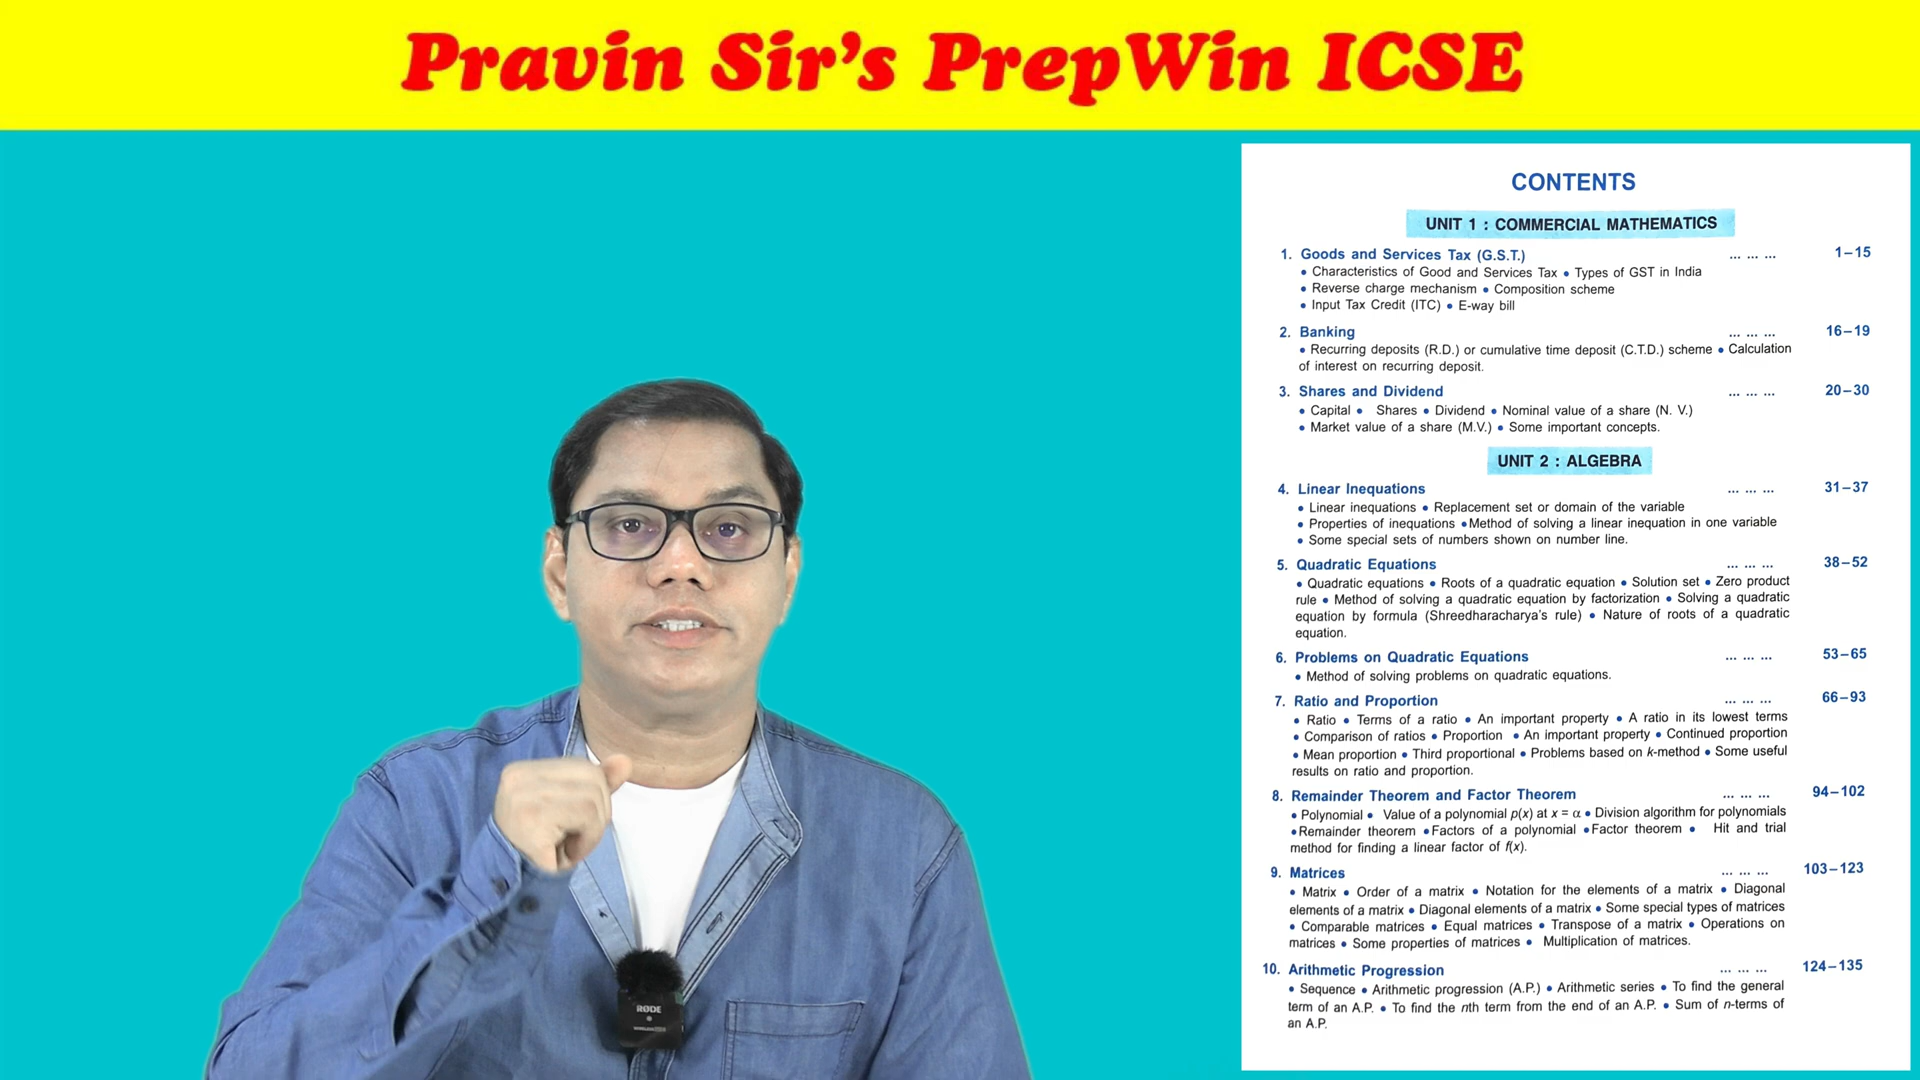 Pravin Sir's PrepWin ICSE
CONTENTS
UNIT 1 : COMMERCIAL MATHEMATICS
1. Goods and Services Tax (G.S.T.) ... ... ... 1–15
• Characteristics of Good and Services Tax • Types of GST in India
• Reverse charge mechanism • Composition scheme
• Input Tax Credit (ITC) • E-way bill
2. Banking ... ... ... 16–19
• Recurring deposits (R.D.) or cumulative time deposit (C.T.D.) scheme • Calculation
of interest on recurring deposit.
3. Shares and Dividend ... ... ... 20–30
• Capital • Shares • Dividend • Nominal value of a share (N. V.)
• Market value of a share (M.V.) • Some important concepts.
UNIT 2 : ALGEBRA
4. Linear Inequations ... ... ... 31–37
• Linear inequations • Replacement set or domain of the variable
• Properties of inequations •Method of solving a linear inequation in one variable
• Some special sets of numbers shown on number line.
5. Quadratic Equations ... ... ... 38–52
• Quadratic equations • Roots of a quadratic equation • Solution set • Zero product
rule • Method of solving a quadratic equation by factorization • Solving a quadratic
equation by formula (Shreedharacharya's rule) • Nature of roots of a quadratic
equation.
6. Problems on Quadratic Equations ... ... ... 53–65
• Method of solving problems on quadratic equations.
7. Ratio and Proportion ... ... ... 66–93
• Ratio • Terms of a ratio • An important property • A ratio in its lowest terms
• Comparison of ratios • Proportion • An important property • Continued proportion
• Mean proportion • Third proportional • Problems based on k-method • Some useful
results on ratio and proportion.
8. Remainder Theorem and Factor Theorem ... ... ... 94–102
• Polynomial • Value of a polynomial p(x) at x = α • Division algorithm for polynomials
•Remainder theorem •Factors of a polynomial •Factor theorem • Hit and trial
method for finding a linear factor of f(x).
9. Matrices ... ... ... 103–123
• Matrix • Order of a matrix • Notation for the elements of a matrix • Diagonal
elements of a matrix • Diagonal elements of a matrix • Some special types of matrices
• Comparable matrices • Equal matrices • Transpose of a matrix • Operations on
matrices • Some properties of matrices • Multiplication of matrices.
10. Arithmetic Progression ... ... ... 124–135
• Sequence • Arithmetic progression (A.P.) • Arithmetic series • To find the general
term of an A.P. • To find the nth term from the end of an A.P. • Sum of n-terms of
an A.P.
RØDE